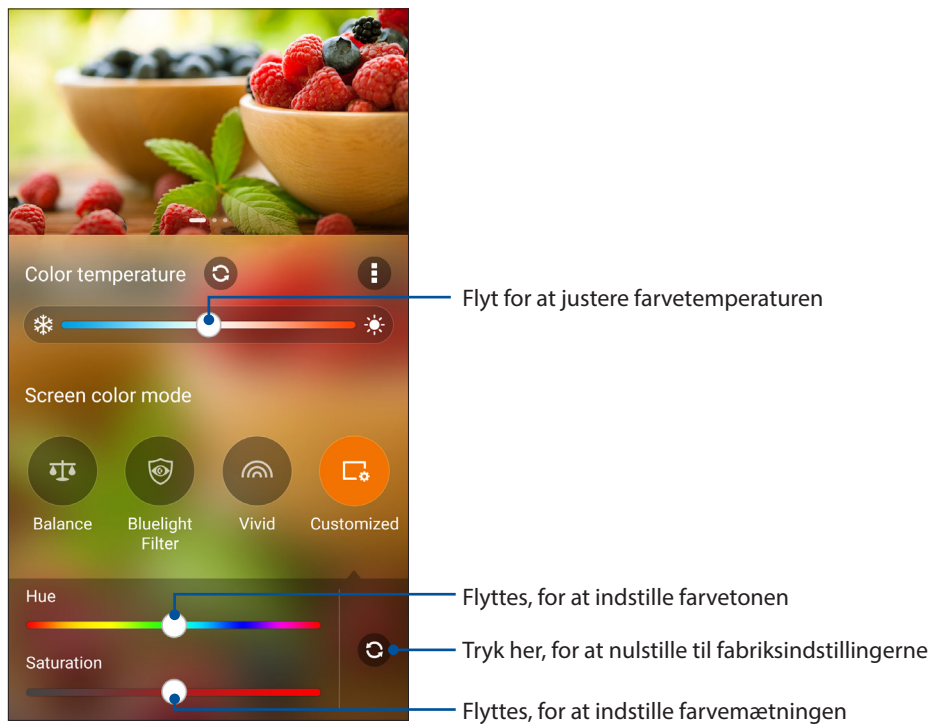 Color temperature
Flyt for at justere farvetemperaturen
Screen color mode
Balance
Bluelight
Filter
Vivid
Customized
Hue
Flyttes, for at indstille farvetonen
Tryk her, for at nulstille til fabriksindstillingerne
Saturation
Flyttes, for at indstille farvemætningen